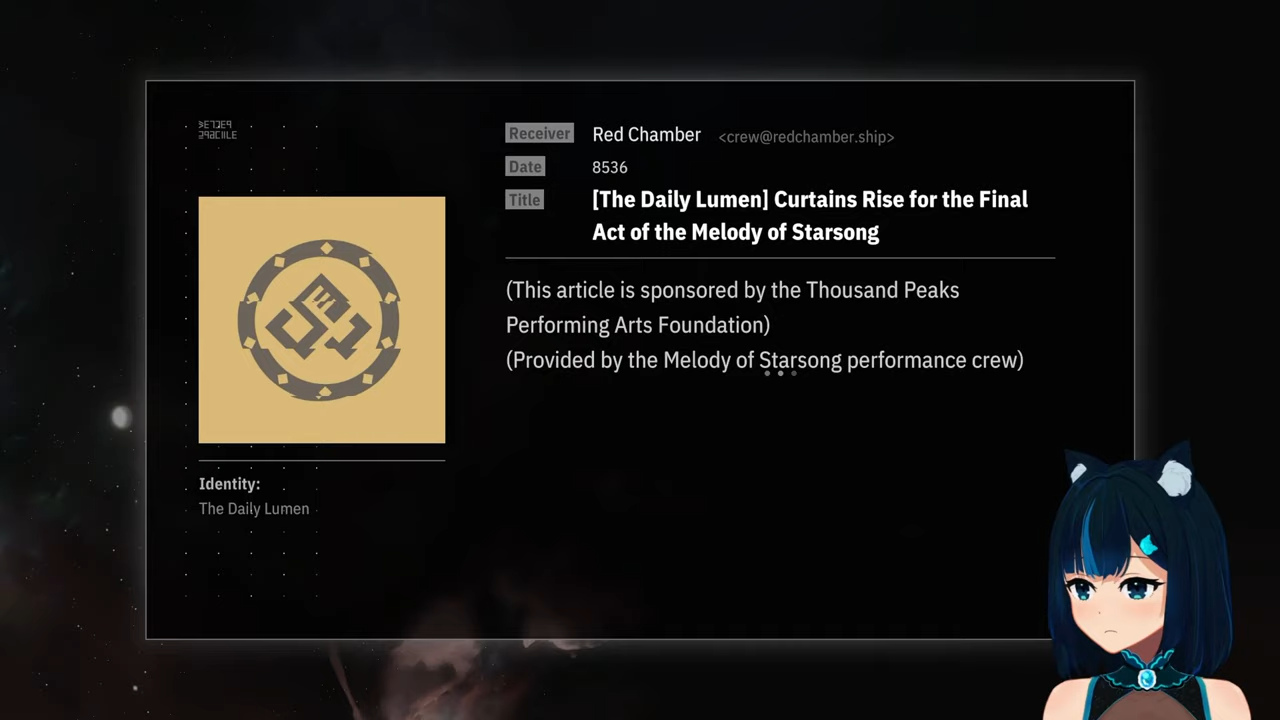 Receiver Red Chamber <crew@redchamber.ship>
Date 8536
Title [The Daily Lumen] Curtains Rise for the Final
Act of the Melody of Starsong
(This article is sponsored by the Thousand Peaks
Performing Arts Foundation)
(Provided by the Melody of Starsong performance crew)
Identity:
The Daily Lumen